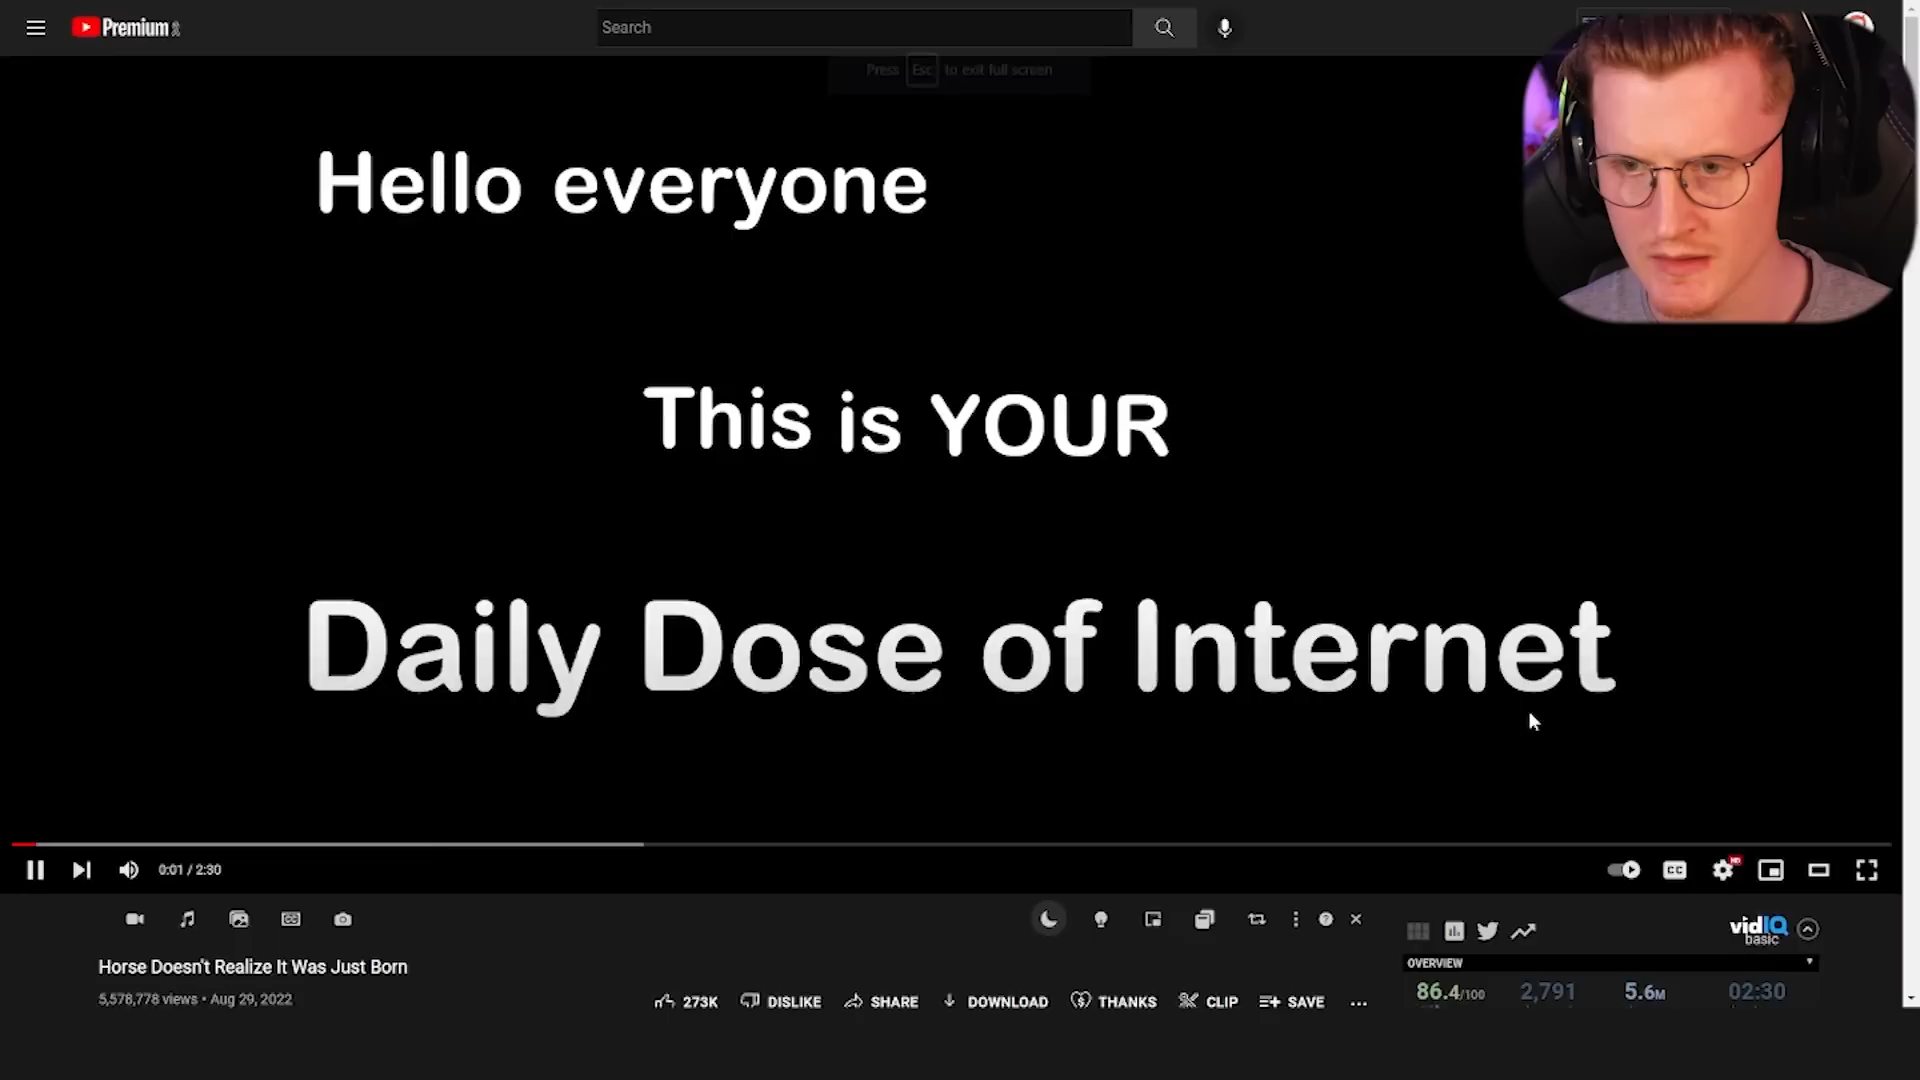 Premium
Search
Press Esc to exit full screen
Hello everyone
This is YOUR
Daily Dose of Internet
0:01 / 2:30
CC
HD
vidIQ
basic
Horse Doesn't Realize It Was Just Born
OVERVIEW
5,578,778 views • Aug 29, 2022
273K DISLIKE SHARE DOWNLOAD THANKS CLIP SAVE ...
86.4/100 2,791 5.6M 02:30